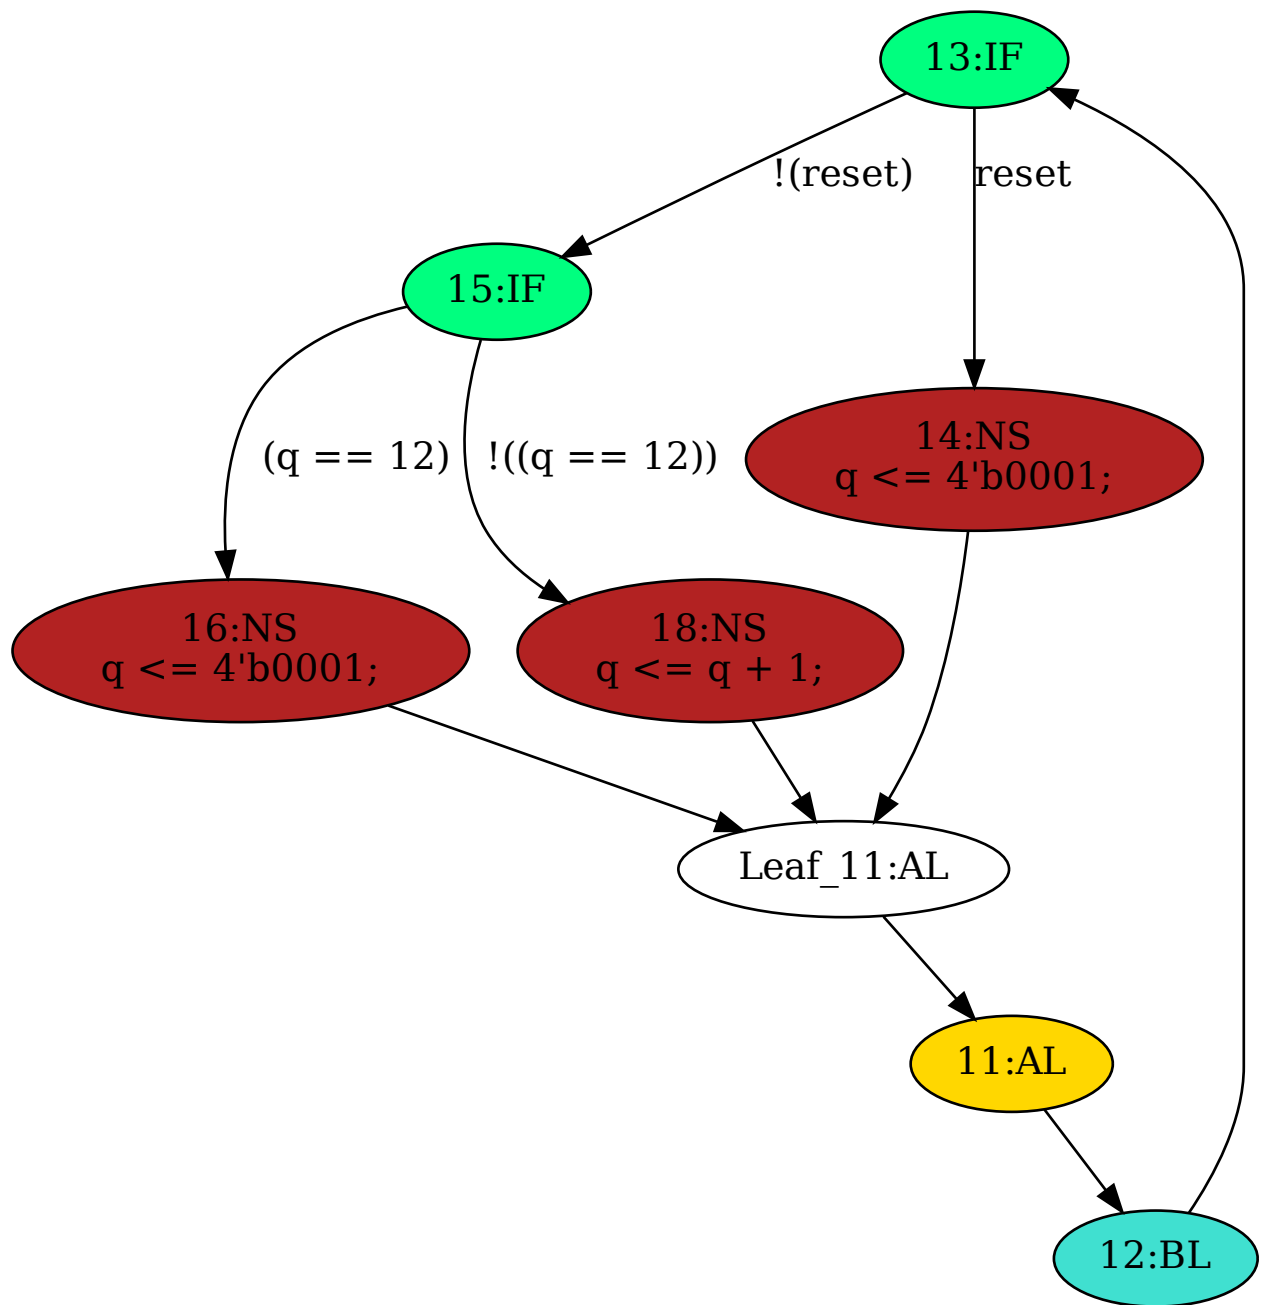 13:IF
!(reset)
reset
15:IF
(q == 12)
!((q == 12))
14:NS
q <= 4'b0001;
16:NS
q <= 4'b0001;
18:NS
q <= q + 1;
Leaf_11:AL
11:AL
12:BL